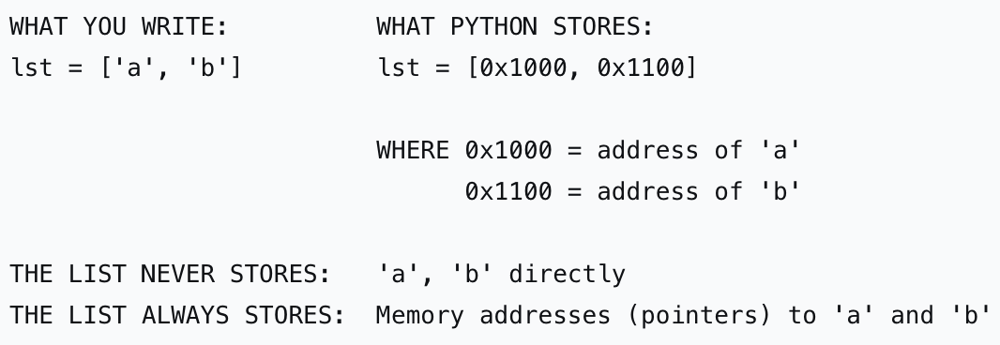 WHAT YOU WRITE: WHAT PYTHON STORES:
lst = ['a', 'b'] lst = [0x1000, 0x1100]
WHERE 0x1000 = address of 'a'
0x1100 = address of 'b'
THE LIST NEVER STORES: 'a', 'b' directly
THE LIST ALWAYS STORES: Memory addresses (pointers) to 'a' and 'b'